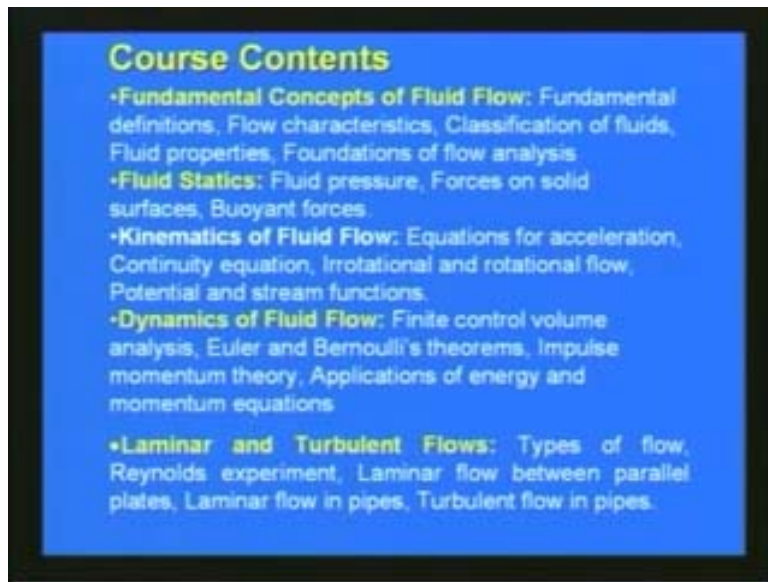 Course Contents
•Fundamental Concepts of Fluid Flow: Fundamental
definitions, Flow characteristics, Classification of fluids,
Fluid properties, Foundations of flow analysis
•Fluid Statics: Fluid pressure, Forces on solid
surfaces, Buoyant forces.
•Kinematics of Fluid Flow: Equations for acceleration,
Continuity equation, Irrotational and rotational flow,
Potential and stream functions.
•Dynamics of Fluid Flow: Finite control volume
analysis, Euler and Bernoulli's theorems, Impulse
momentum theory, Applications of energy and
momentum equations
•Laminar and Turbulent Flows: Types of flow,
Reynolds experiment, Laminar flow between parallel
plates, Laminar flow in pipes, Turbulent flow in pipes.